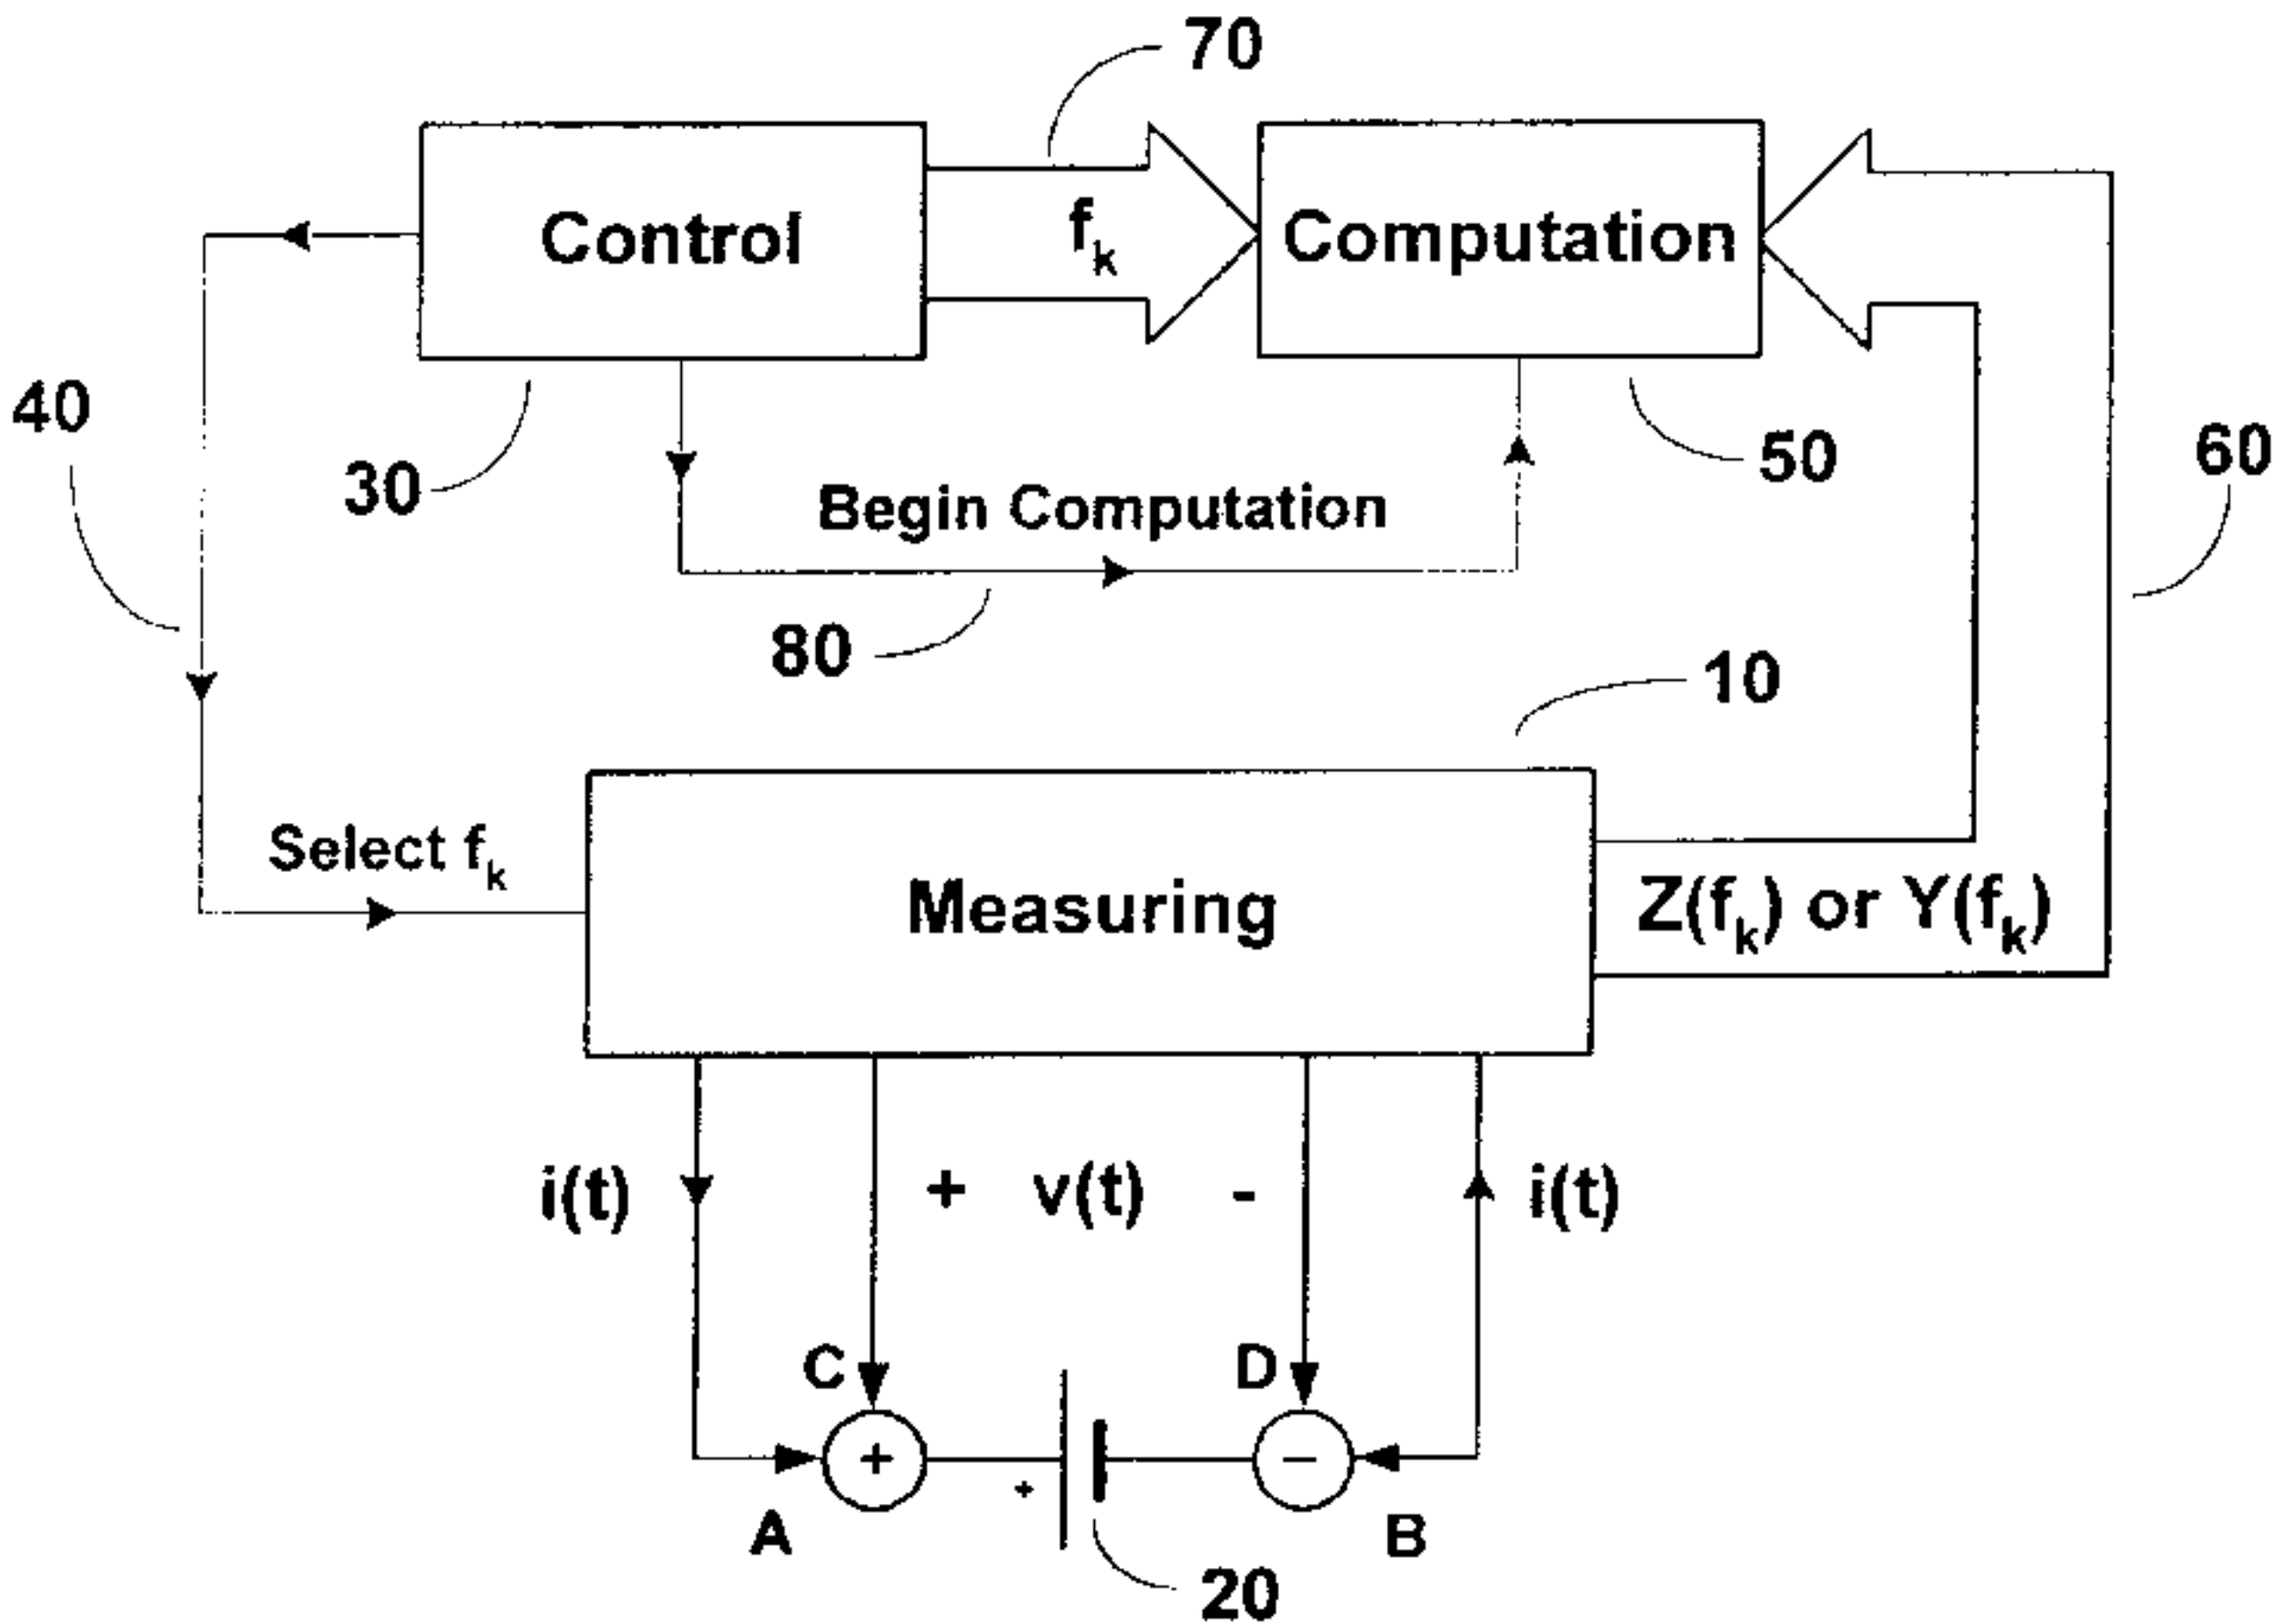 70
Control
f_k
Computation
40
30
50
60
Begin Computation
80
10
Select f_k
Measuring
Z(f_k) or Y(f_k)
i(t)
+ v(t) -
i(t)
C
D
+
−
+
A
B
20